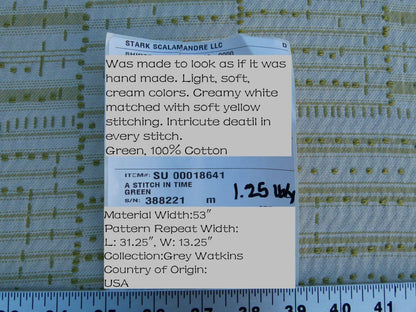 STARK SCALAMANDRE LLC
D
Was made to look as if it was
hand made. Light, soft,
cream colors. Creamy white
matched with soft yellow
stitching. Intricute deatil in
every stitch.
Green, 100% Cotton
ITEM#: SU 00018641
A STITCH IN TIME
GREEN
1.25
S/N: 388221 m
Material Width:53"
Pattern Repeat Width:
L: 31.25", W: 13.25"
Collection:Grey Watkins
Country of Origin:
USA
30 31 32 33 34 35 36 37 38 39 40 41